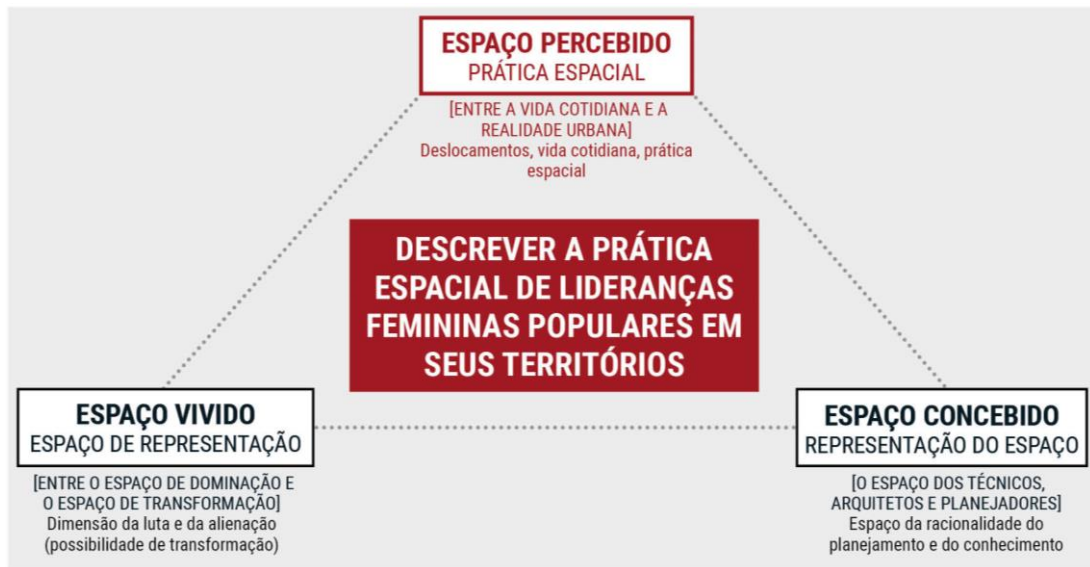 ESPAÇO PERCEBIDO
PRÁTICA ESPACIAL
[ENTRE A VIDA COTIDIANA E A
REALIDADE URBANA]
Deslocamentos, vida cotidiana, prática
espacial
DESCREVER A PRÁTICA
ESPACIAL DE LIDERANÇAS
FEMININAS POPULARES EM
SEUS TERRITÓRIOS
ESPAÇO VIVIDO
ESPAÇO DE REPRESENTAÇÃO
[ENTRE O ESPAÇO DE DOMINAÇÃO E
O ESPAÇO DE TRANSFORMAÇÃO]
Dimensão da luta e da alienação
(possibilidade de transformação)
ESPAÇO CONCEBIDO
REPRESENTAÇÃO DO ESPAÇO
[O ESPAÇO DOS TÉCNICOS,
ARQUITETOS E PLANEJADORES]
Espaço da racionalidade do
planejamento e do conhecimento